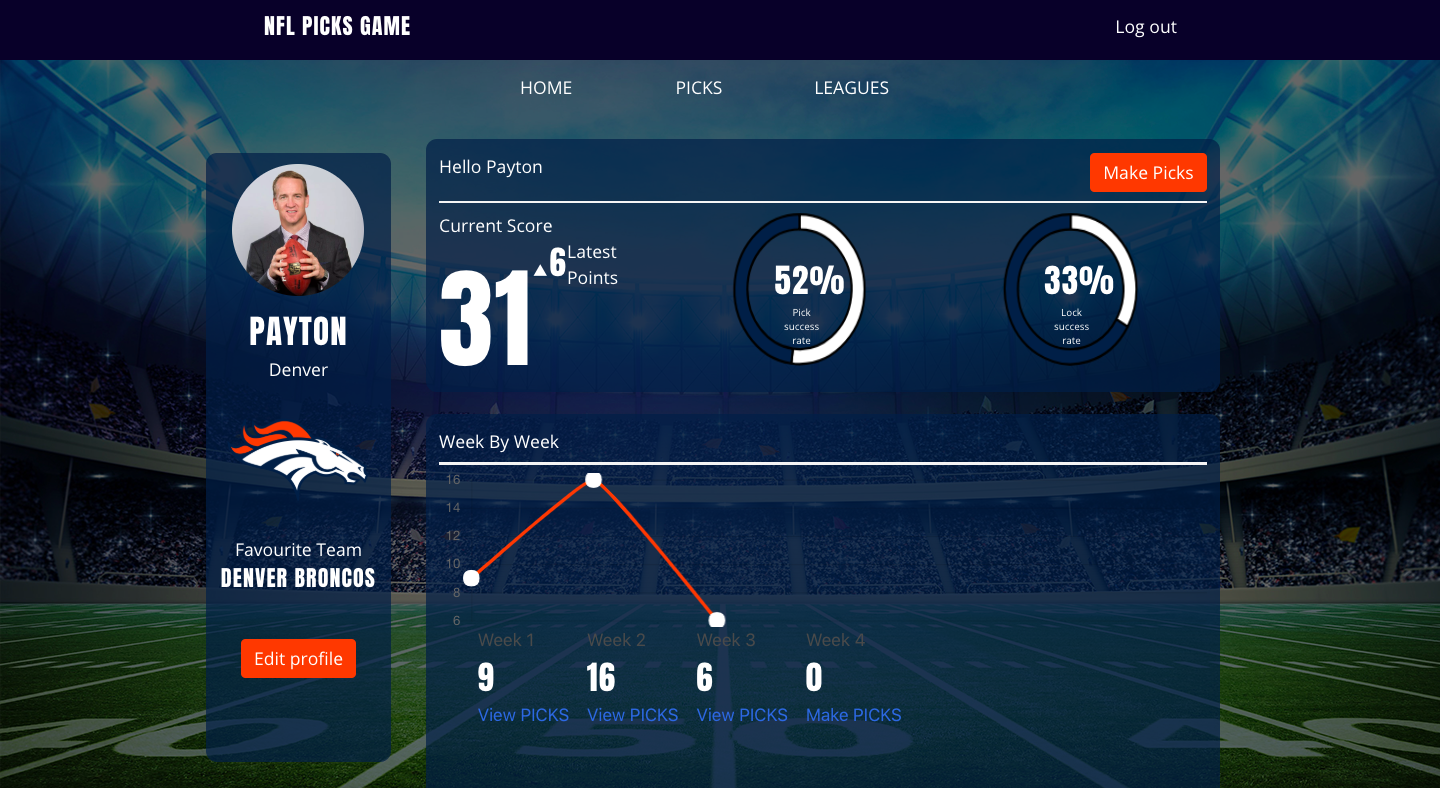 NFL PICKS GAME
Log out
HOME
PICKS
LEAGUES
PAYTON
Denver
Favourite Team
DENVER BRONCOS
Edit profile
Hello Payton
Make Picks
Current Score
31
▲6
Latest
Points
52%
Pick
success
rate
33%
Lock
success
rate
Week By Week
16
14
12
10
8
6
Week 1
Week 2
Week 3
Week 4
9
16
6
0
View PICKS
View PICKS
View PICKS
Make PICKS
5 0
4